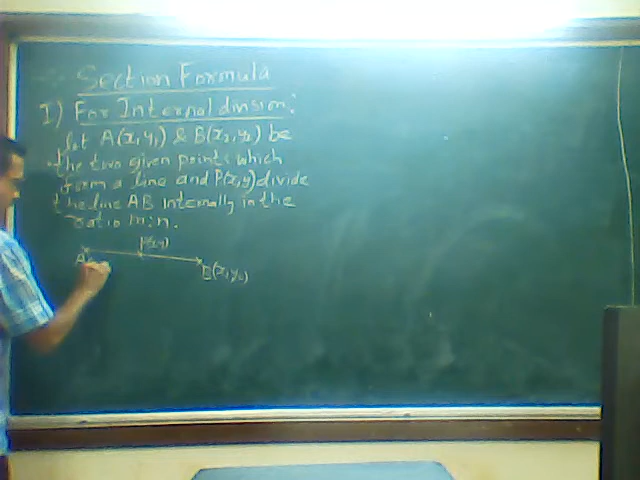 Section Formula
I) For Internal division:
let A(x₁, y₁) & B(x₂, y₂) be
the two given points which
form a line and P(x, y) divide
the line AB internally in the
ratio m:n.
P(x, y)
A
B(x₂, y₂)